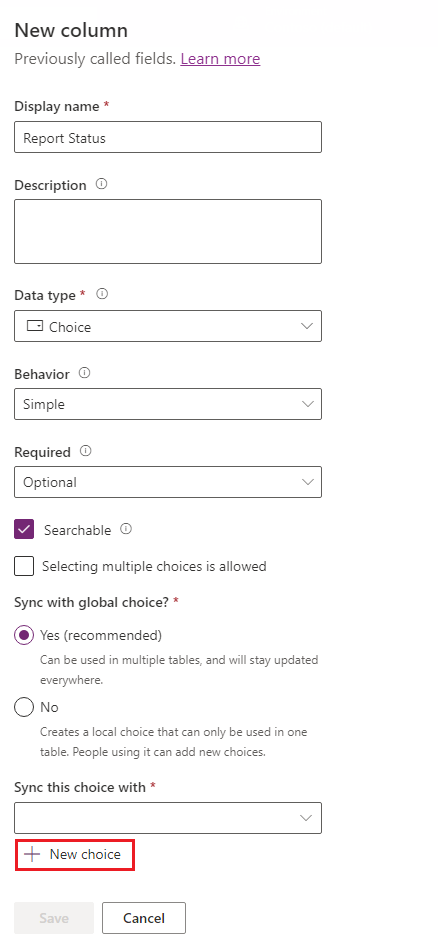 New column
Previously called fields. Learn more
Display name *
Report Status
Description
Data type *
Choice
Behavior
Simple
Required
Optional
Searchable
Selecting multiple choices is allowed
Sync with global choice? *
Yes (recommended)
Can be used in multiple tables, and will stay updated
everywhere.
No
Creates a local choice that can only be used in one
table. People using it can add new choices.
Sync this choice with *
New choice
Save Cancel